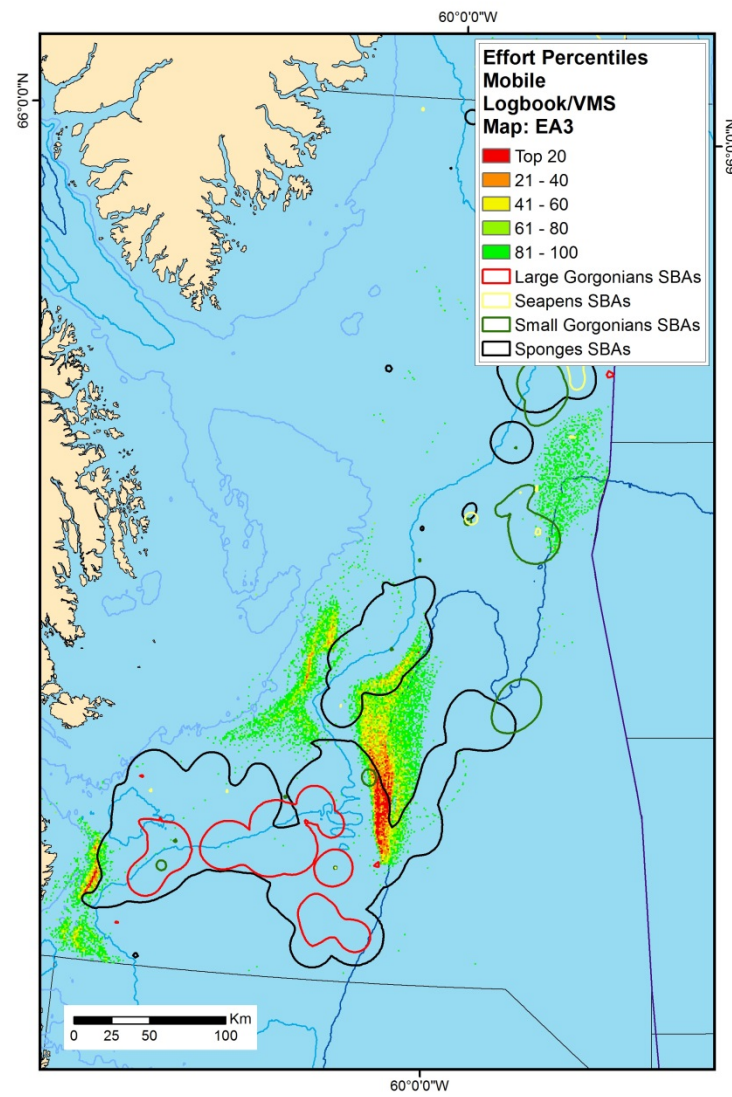 60°0'0"W
66°0'0"N
66°0'0"N
Effort Percentiles
Mobile
Logbook/VMS
Map: EA3
Top 20
21 - 40
41 - 60
61 - 80
81 - 100
Large Gorgonians SBAs
Seapens SBAs
Small Gorgonians SBAs
Sponges SBAs
Km
0 25 50 100
60°0'0"W